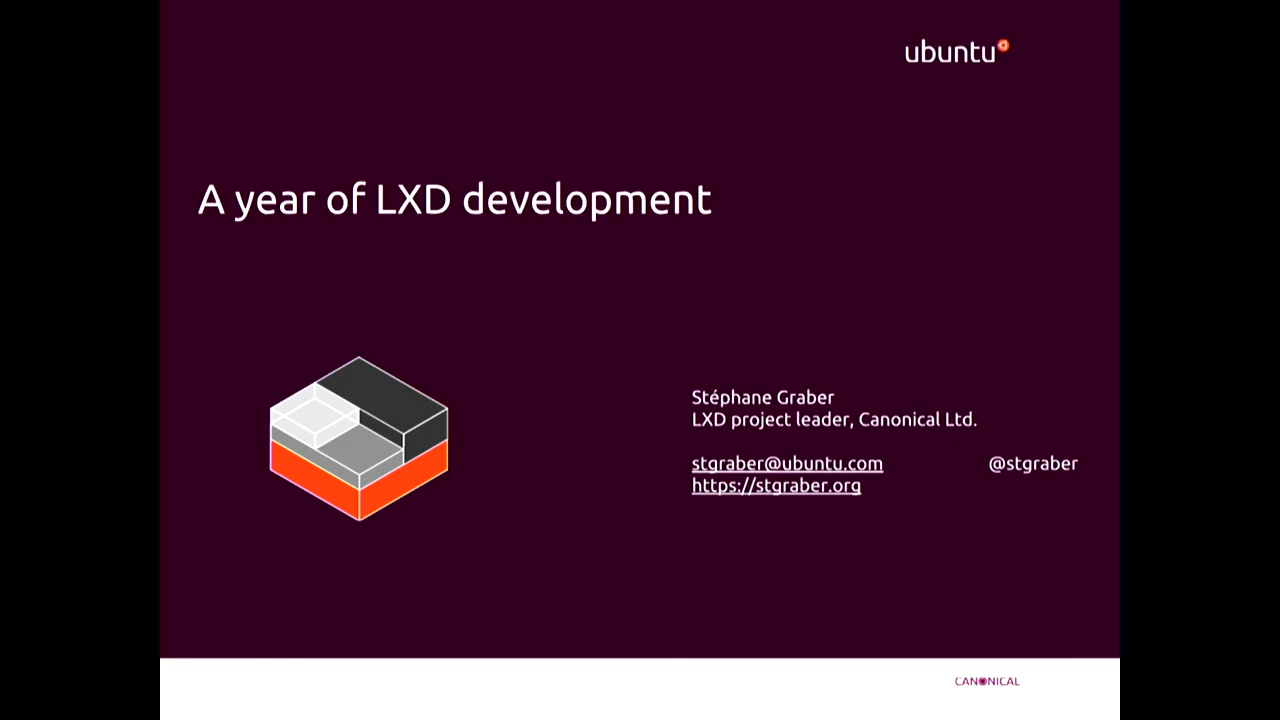 ubuntu
A year of LXD development
Stéphane Graber
LXD project leader, Canonical Ltd.
stgraber@ubuntu.com @stgraber
https://stgraber.org
CANONICAL